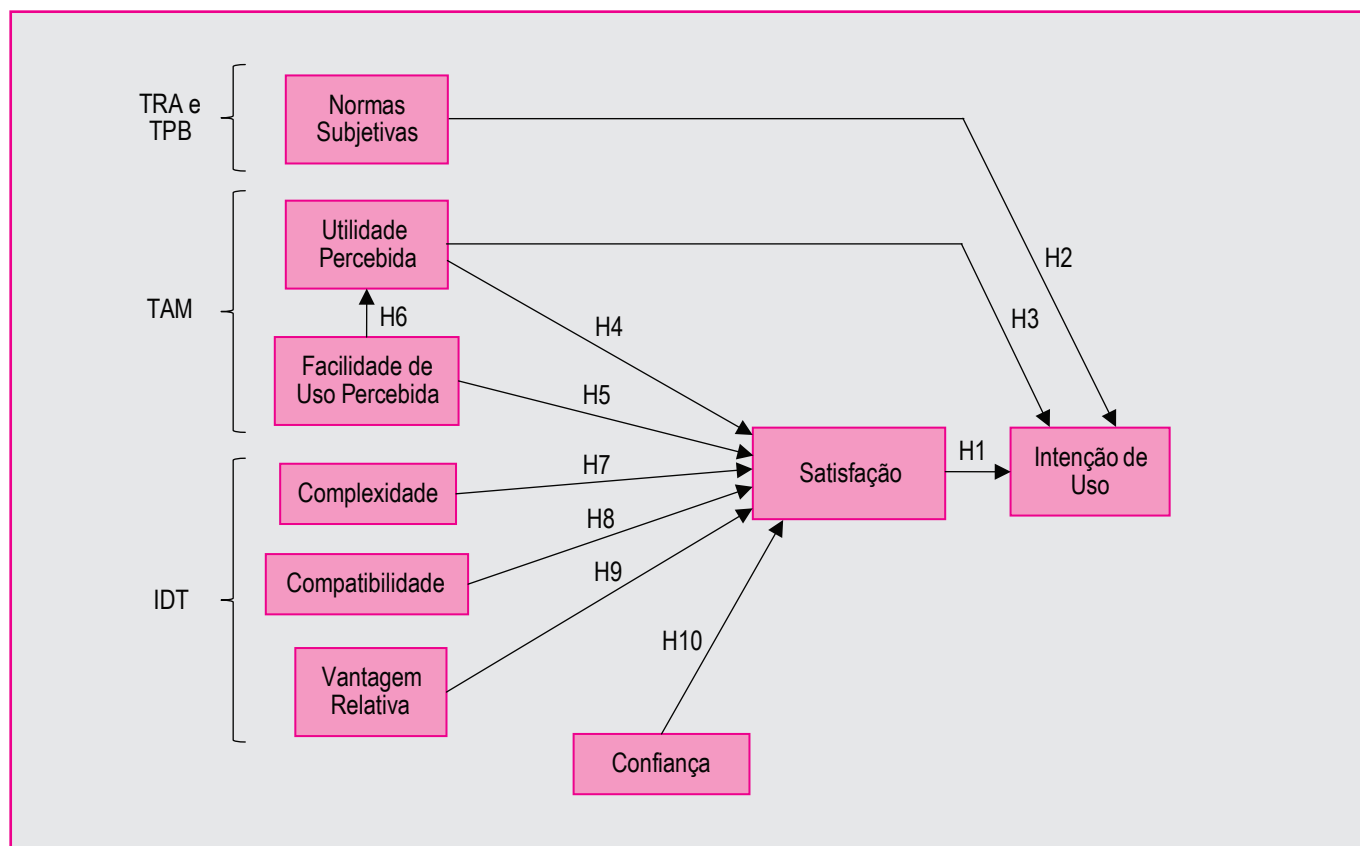 TRA e
TPB
Normas
Subjetivas
TAM
Utilidade
Percebida
H6
Facilidade de
Uso Percebida
H2
H3
H4
H5
IDT
Complexidade
H7
Compatibilidade
H8
Vantagem
Relativa
H9
Confiança
H10
Satisfação
H1
Intenção de
Uso